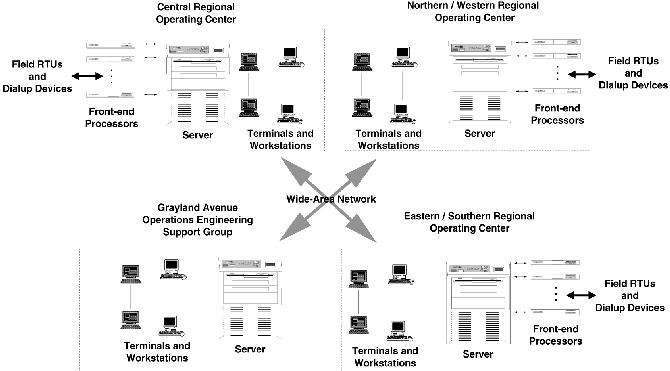 Central Regional
Operating Center
Field RTUs
and
Dialup Devices
Front-end
Processors
Server
Terminals and
Workstations
Northern / Western Regional
Operating Center
Terminals and
Workstations
Server
Front-end
Processors
Field RTUs
and
Dialup Devices
Wide-Area Network
Grayland Avenue
Operations Engineering
Support Group
Terminals and
Workstations
Server
Eastern / Southern Regional
Operating Center
Terminals and
Workstations
Server
Front-end
Processors
Field RTUs
and
Dialup Devices